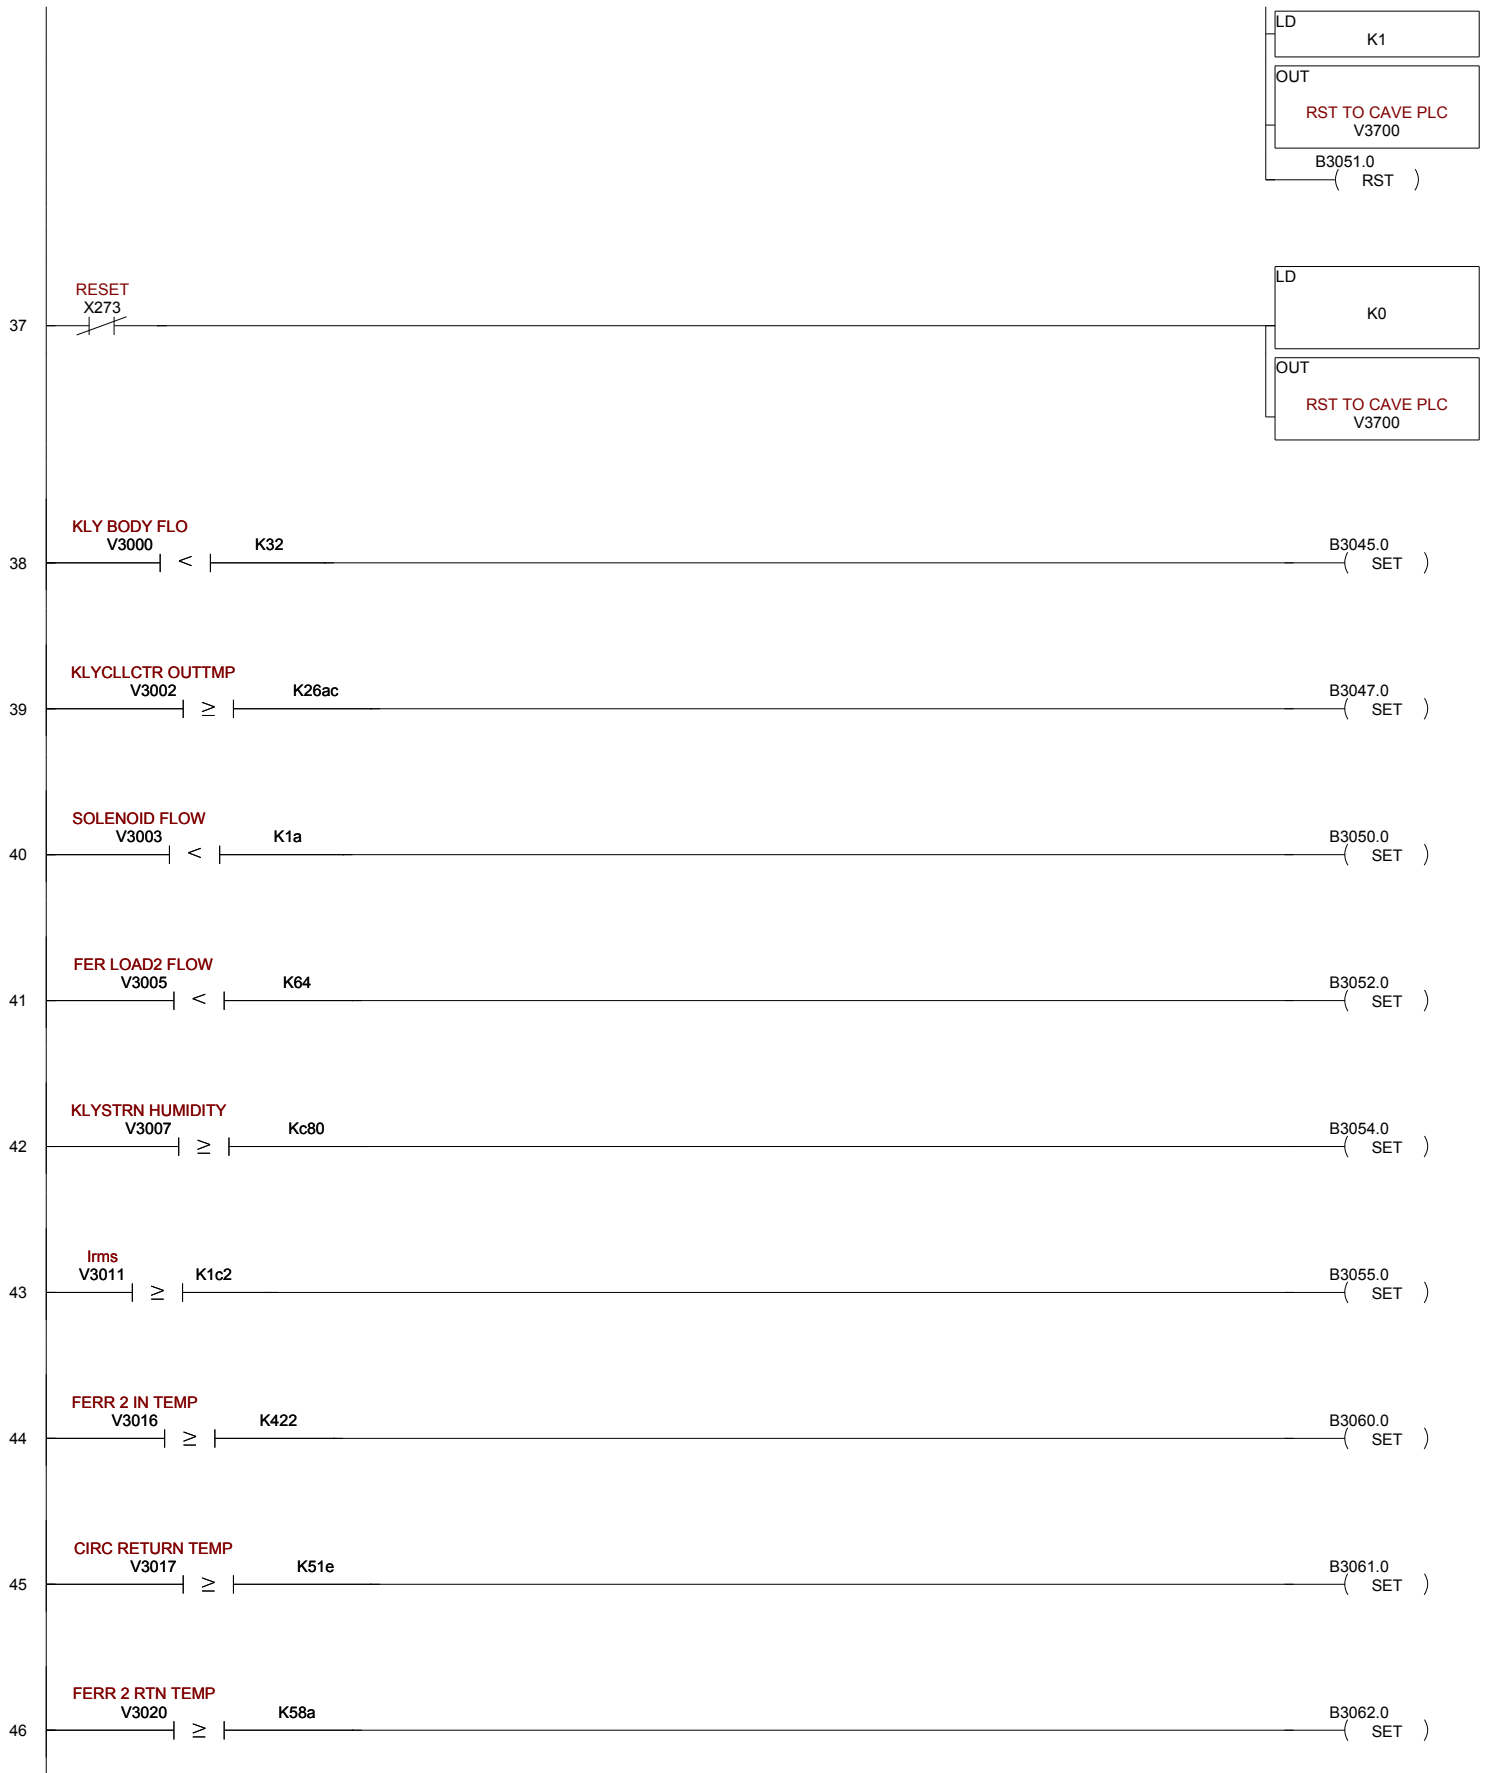 LD
K1
OUT
RST TO CAVE PLC
V3700
B3051.0
RST
RESET
X273
37
LD
K0
OUT
RST TO CAVE PLC
V3700
KLY BODY FLO
V3000 K32 B3045.0
38 < ( SET )
KLYCLLCTR OUTTMP
V3002 K26ac B3047.0
39 ≥ ( SET )
SOLENOID FLOW
V3003 K1a B3050.0
40 < ( SET )
FER LOAD2 FLOW
V3005 K64 B3052.0
41 < ( SET )
KLYSTRN HUMIDITY
V3007 Kc80 B3054.0
42 ≥ ( SET )
Irms
V3011 K1c2 B3055.0
43 ≥ ( SET )
FERR 2 IN TEMP
V3016 K422 B3060.0
44 ≥ ( SET )
CIRC RETURN TEMP
V3017 K51e B3061.0
45 ≥ ( SET )
FERR 2 RTN TEMP
V3020 K58a B3062.0
46 ≥ ( SET )